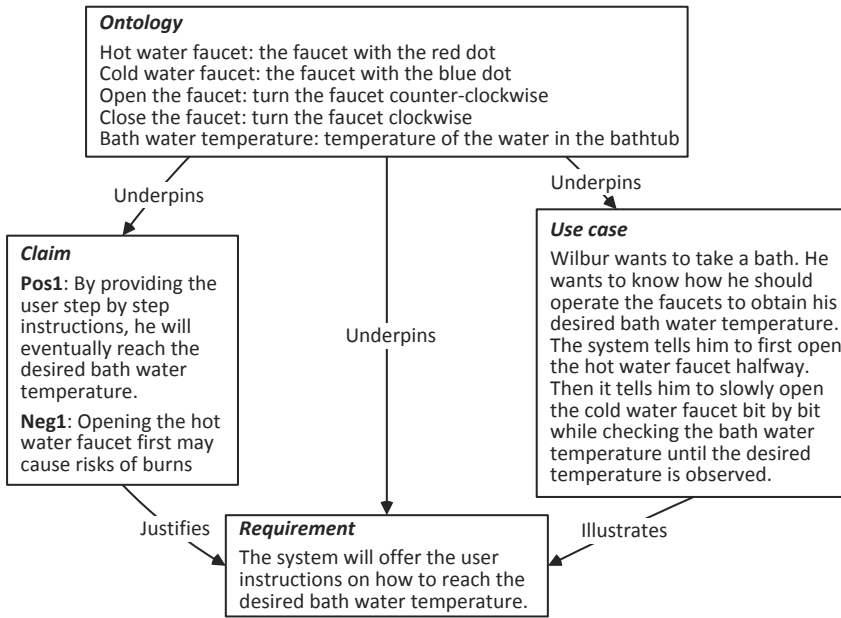 Ontology
Hot water faucet: the faucet with the red dot
Cold water faucet: the faucet with the blue dot
Open the faucet: turn the faucet counter-clockwise
Close the faucet: turn the faucet clockwise
Bath water temperature: temperature of the water in the bathtub
Underpins
Underpins
Claim
Pos1: By providing the
user step by step
instructions, he will
eventually reach the
desired bath water
temperature.
Neg1: Opening the hot
water faucet first may
cause risks of burns
Underpins
Use case
Wilbur wants to take a bath. He
wants to know how he should
operate the faucets to obtain his
desired bath water temperature.
The system tells him to first open
the hot water faucet halfway.
Then it tells him to slowly open
the cold water faucet bit by bit
while checking the bath water
temperature until the desired
temperature is observed.
Justifies
Illustrates
Requirement
The system will offer the user
instructions on how to reach the
desired bath water temperature.